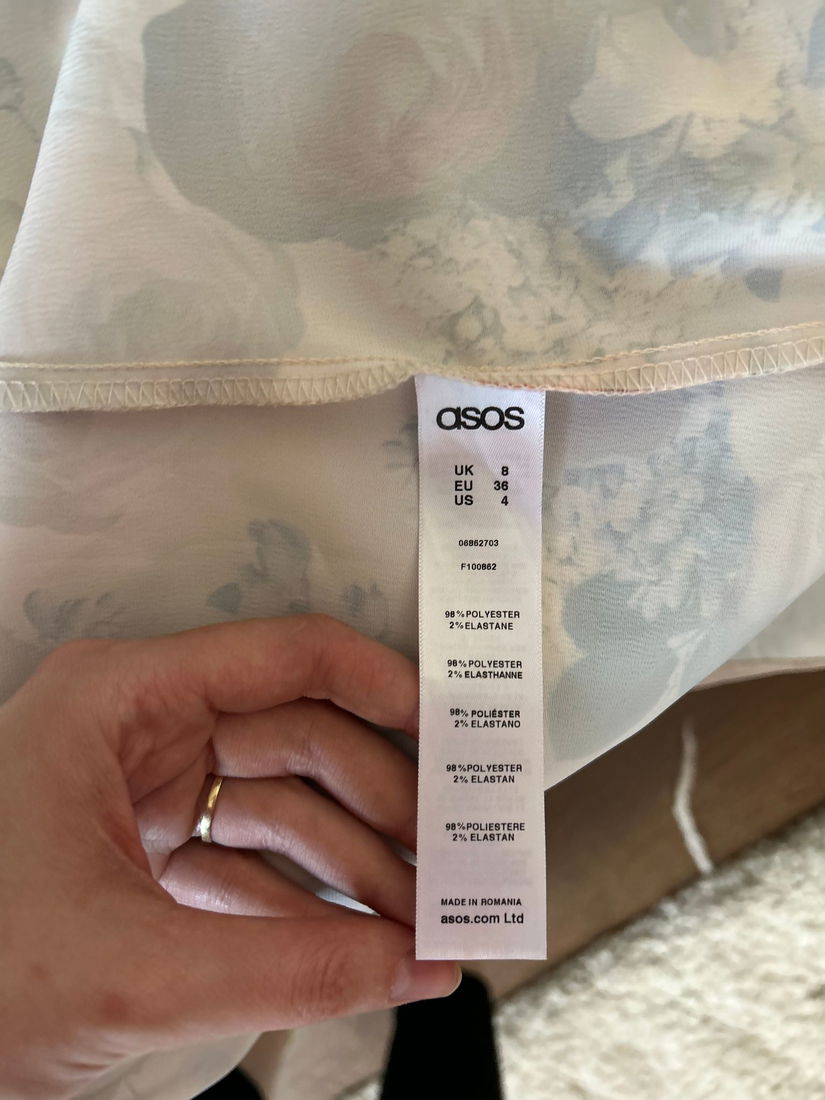 asos
UK 8
EU 36
US 4
06862703
F100862
98%POLYESTER
2%ELASTANE
98%POLYESTER
2% ELASTHANNE
98% POLIÉSTER
2% ELASTANO
98%POLYESTER
2% ELASTAN
98%POLIESTERE
2% ELASTAN
MADE IN ROMANIA
asos.com Ltd